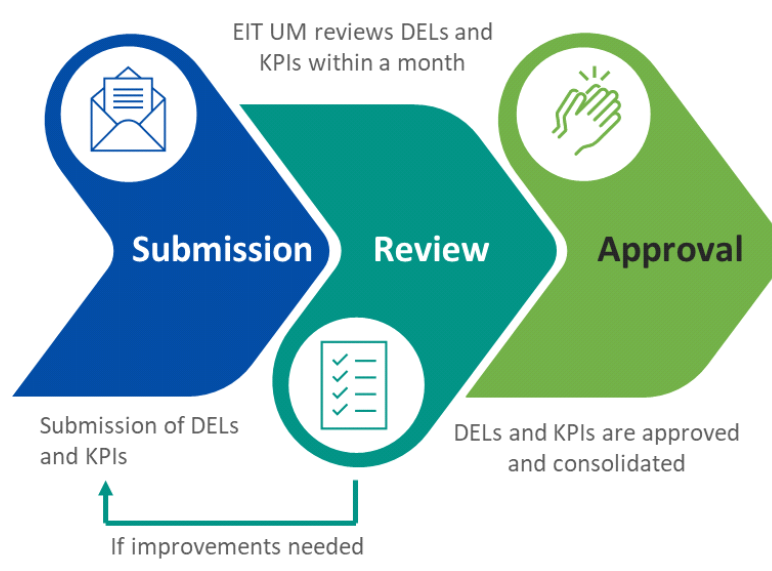 EIT UM reviews DELs and
KPIs within a month
Submission
Review
Approval
Submission of DELs
and KPIs
DELs and KPIs are approved
and consolidated
If improvements needed